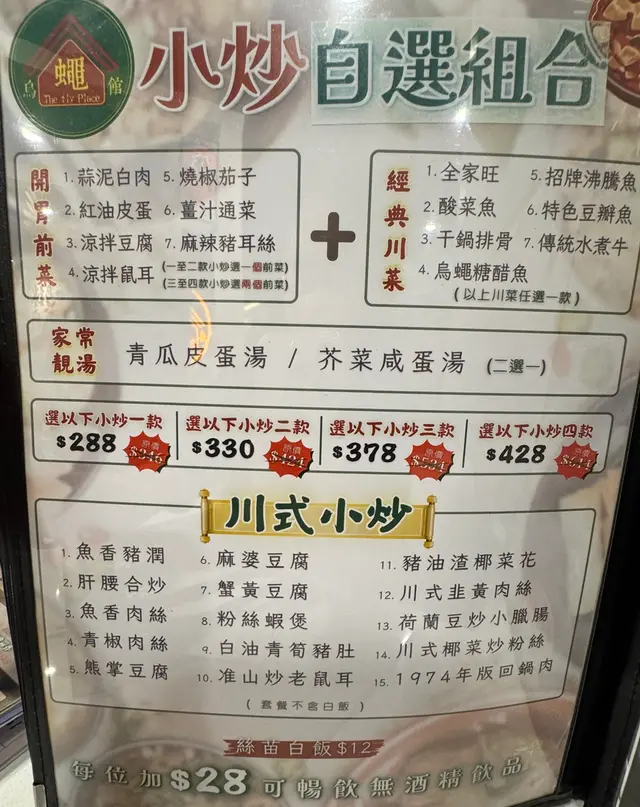 烏 蠅 館
The Fly Place
小炒自選組合
開胃前菜
1. 蒜泥白肉 5. 燒椒茄子
2. 紅油皮蛋 6. 薑汁通菜
3. 涼拌豆腐 7. 麻辣豬耳絲
4. 涼拌鼠耳 (一至二款小炒選一個前菜)
(三至四款小炒選兩個前菜)
+
經典川菜
1. 全家旺 5. 招牌沸騰魚
2. 酸菜魚 6. 特色豆瓣魚
3. 干鍋排骨 7. 傳統水煮牛
4. 烏蠅糖醋魚
(以上川菜任選一款)
家常靚湯
青瓜皮蛋湯 / 芥菜咸蛋湯 (二選一)
選以下小炒一款 選以下小炒二款 選以下小炒三款 選以下小炒四款
$288 原價 $330 原價 $378 原價 $428 原價
川式小炒
1. 魚香豬潤 6. 麻婆豆腐 11. 豬油渣椰菜花
2. 肝腰合炒 7. 蟹黃豆腐 12. 川式韭黃肉絲
3. 魚香肉絲 8. 粉絲蝦煲 13. 荷蘭豆炒小臘腸
4. 青椒肉絲 9. 白油青筍豬肚 14. 川式椰菜炒粉絲
5. 熊掌豆腐 10. 准山炒老鼠耳 15. 1974年版回鍋肉
(套餐不含白飯)
絲苗白飯$12
每位加$28可暢飲無酒精飲品